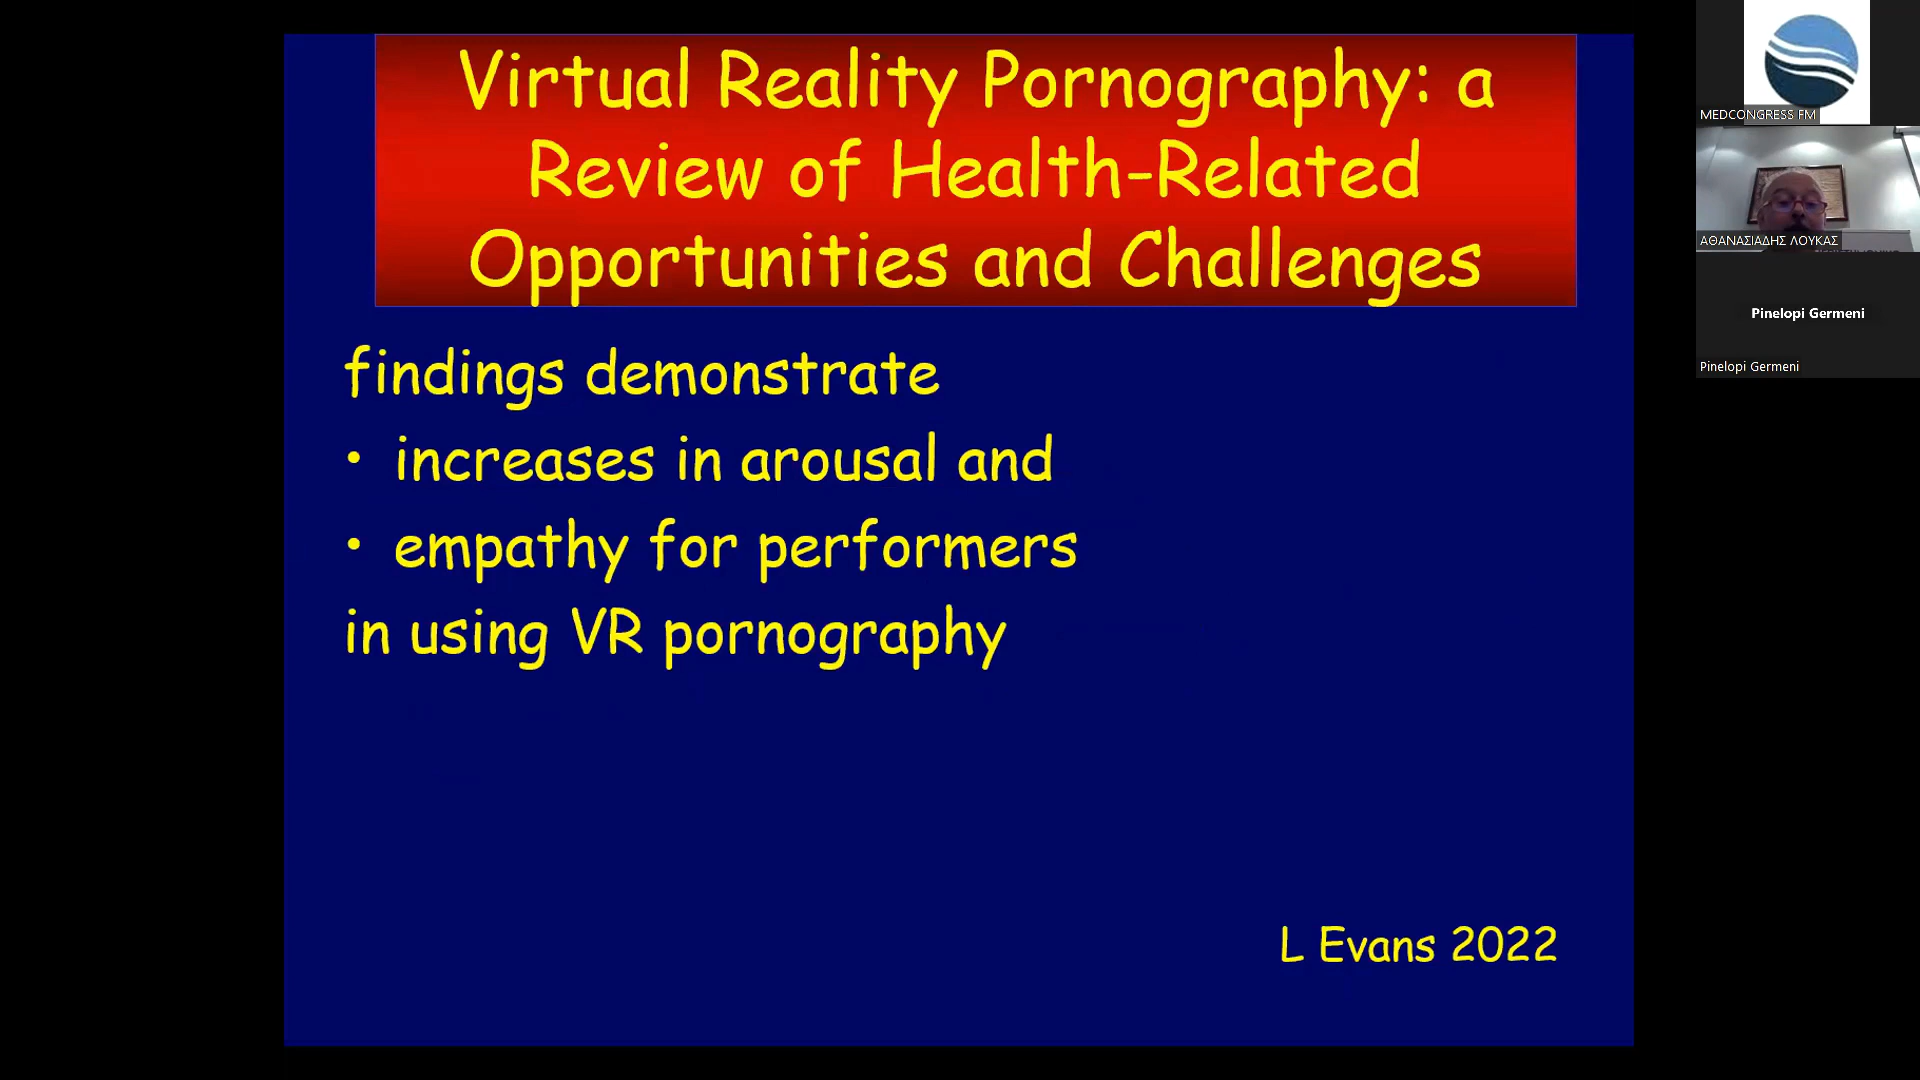 Virtual Reality Pornography: a
Review of Health-Related
Opportunities and Challenges
findings demonstrate
• increases in arousal and
• empathy for performers
in using VR pornography
L Evans 2022
MEDCONGRESS FM
ΑΘΑΝΑΣΙΑΔΗΣ ΛΟΥΚΑΣ
Pinelopi Germeni
Pinelopi Germeni